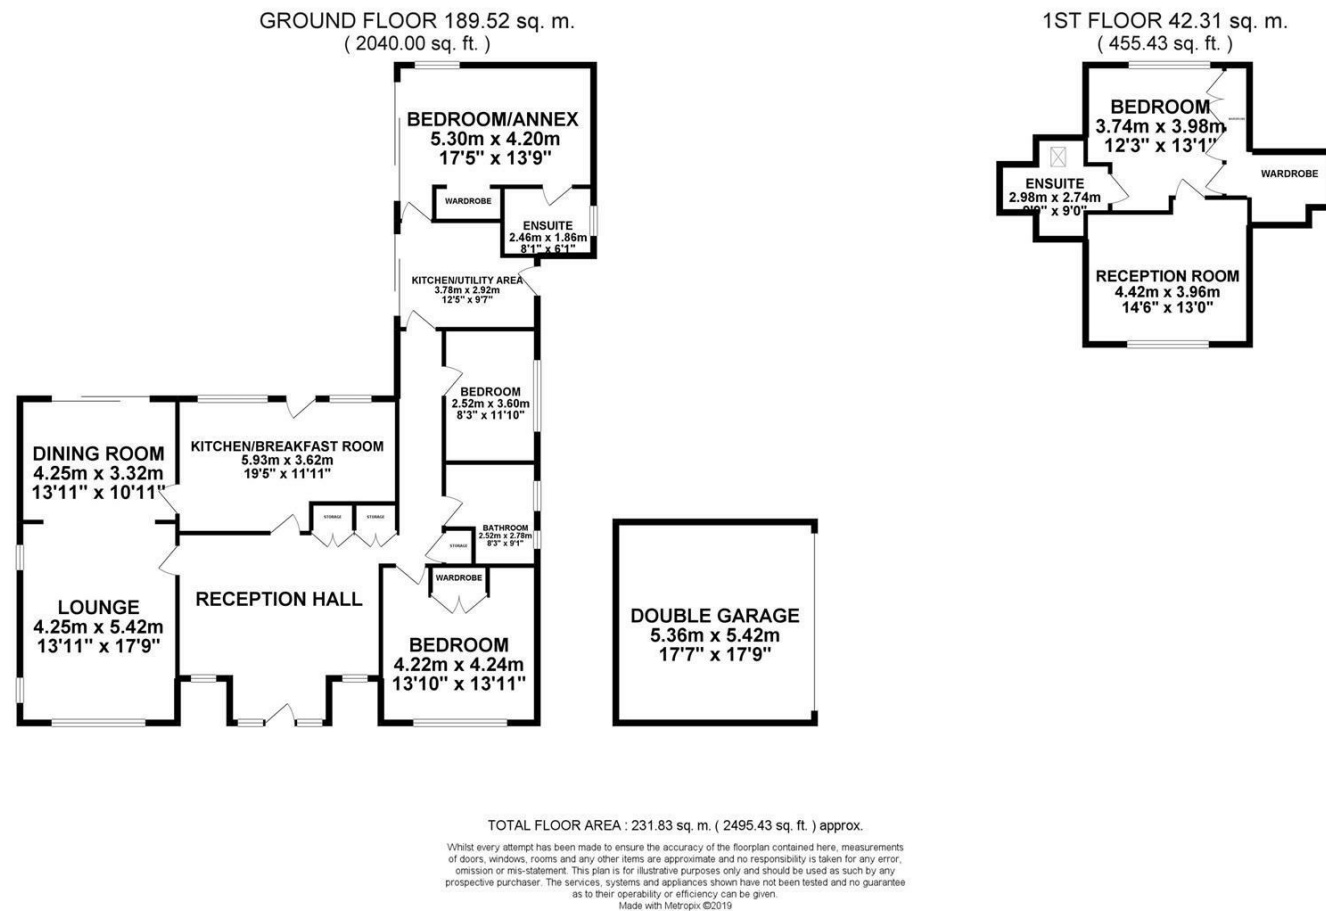 GROUND FLOOR 189.52 sq. m.
( 2040.00 sq. ft. )
BEDROOM/ANNEX
5.30m x 4.20m
17'5" x 13'9"
WARDROBE
ENSUITE
2.46m x 1.86m
8'1" x 6'1"
KITCHEN/UTILITY AREA
3.78m x 2.92m
12'5" x 9'7"
BEDROOM
2.52m x 3.60m
8'3" x 11'10"
DINING ROOM
4.25m x 3.32m
13'11" x 10'11"
KITCHEN/BREAKFAST ROOM
5.93m x 3.62m
19'5" x 11'11"
STORAGE
STORAGE
BATHROOM
2.52m x 2.78m
8'3" x 9'1"
STORAGE
LOUNGE
4.25m x 5.42m
13'11" x 17'9"
RECEPTION HALL
WARDROBE
BEDROOM
4.22m x 4.24m
13'10" x 13'11"
DOUBLE GARAGE
5.36m x 5.42m
17'7" x 17'9"
1ST FLOOR 42.31 sq. m.
( 455.43 sq. ft. )
BEDROOM
3.74m x 3.98m
12'3" x 13'1"
WARDROBE
ENSUITE
2.98m x 2.74m
9'9" x 9'0"
RECEPTION ROOM
4.42m x 3.96m
14'6" x 13'0"
TOTAL FLOOR AREA : 231.83 sq. m. ( 2495.43 sq. ft. ) approx.
Whilst every attempt has been made to ensure the accuracy of the floorplan contained here, measurements
of doors, windows, rooms and any other items are approximate and no responsibility is taken for any error,
omission or mis-statement. This plan is for illustrative purposes only and should be used as such by any
prospective purchaser. The services, systems and appliances shown have not been tested and no guarantee
as to their operability or efficiency can be given.
Made with Metropix ©2019